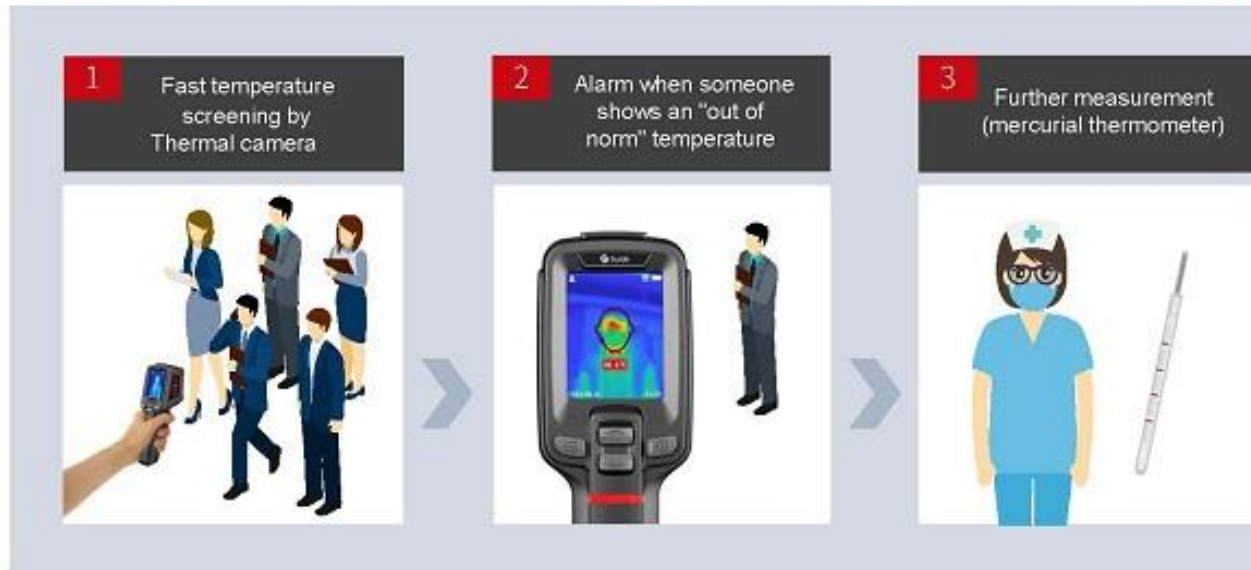 1
Fast temperature
screening by
Thermal camera
2
Alarm when someone
shows an "out of
norm" temperature
3
Further measurement
(mercurial thermometer)